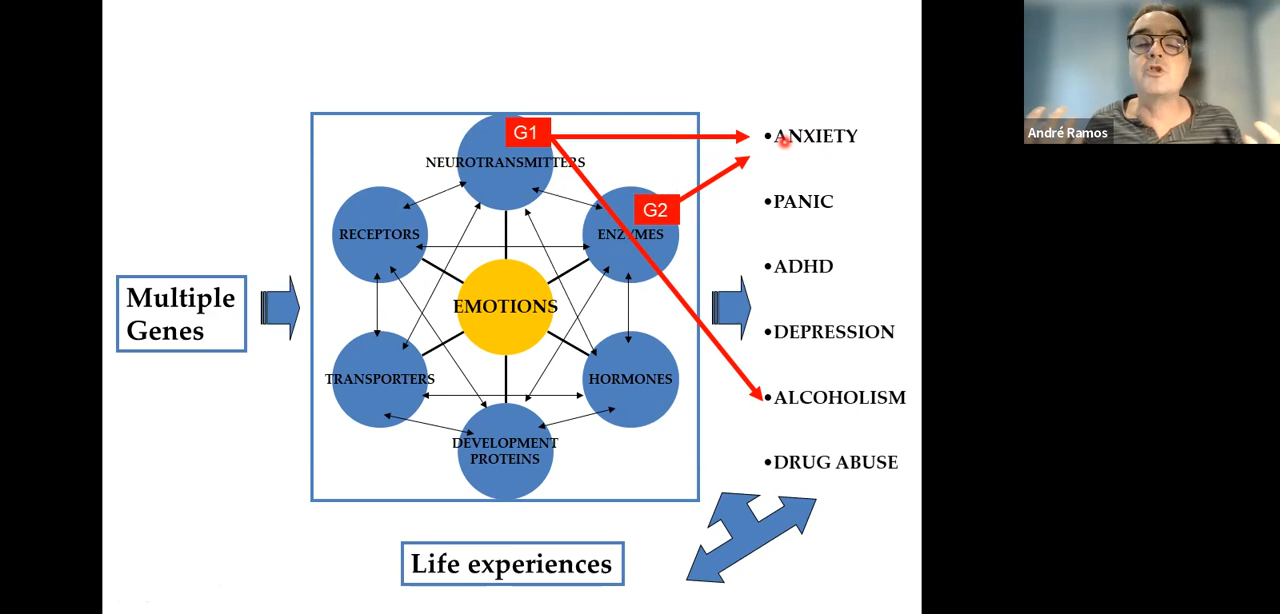 G1
NEUROTRANSMITTERS
G2
RECEPTORS
ENZYMES
Multiple
Genes
EMOTIONS
TRANSPORTERS
HORMONES
DEVELOPMENT
PROTEINS
•ANXIETY
•PANIC
•ADHD
•DEPRESSION
•ALCOHOLISM
•DRUG ABUSE
Life experiences
André Ramos